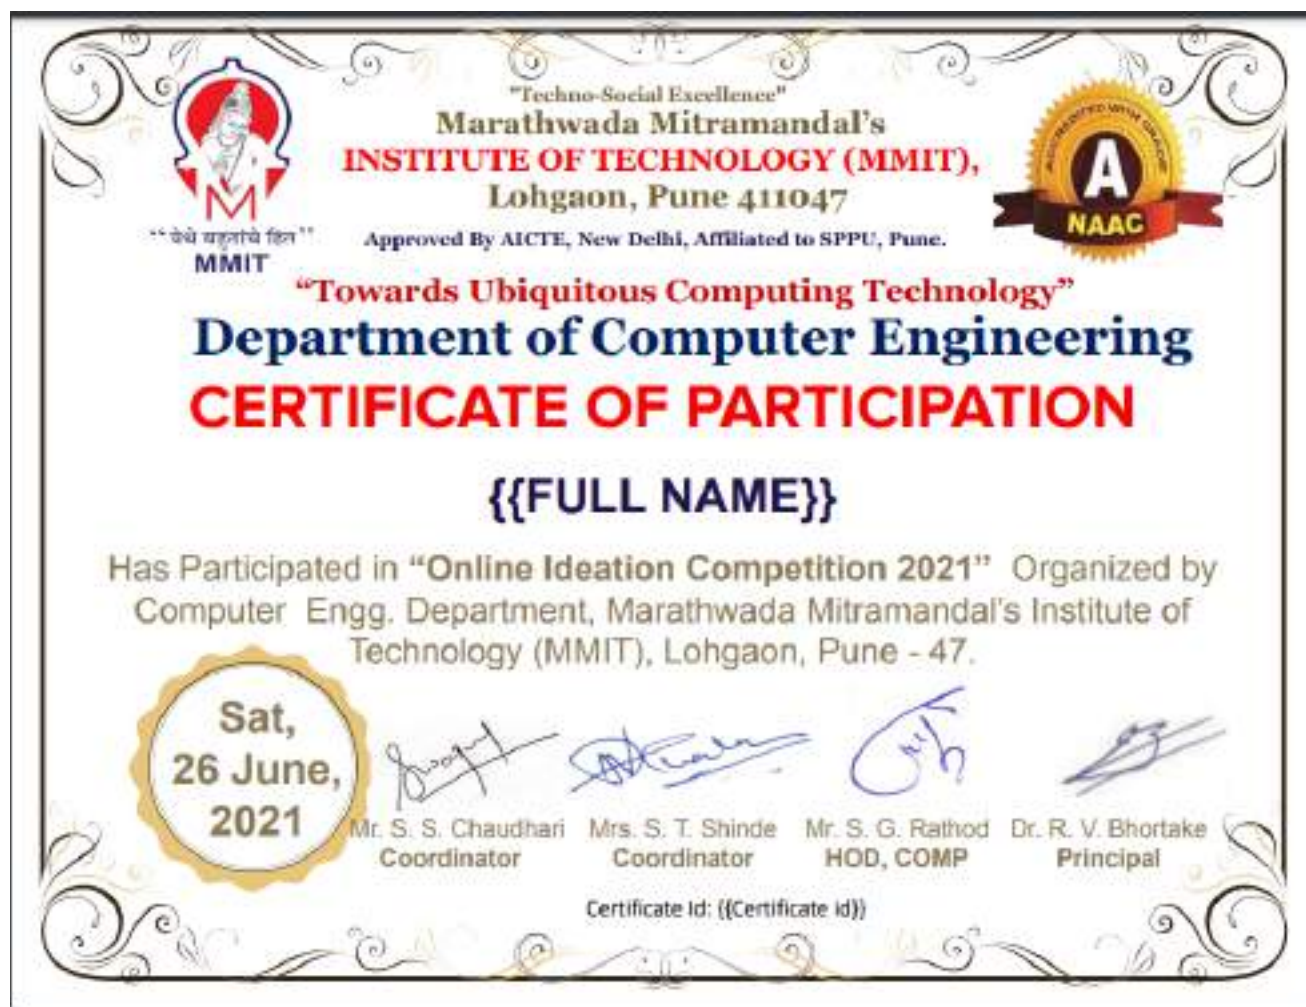 "Techno-Social Excellence"
Marathwada Mitramandal's
INSTITUTE OF TECHNOLOGY (MMIT),
Lohgaon, Pune 411047
Approved By AICTE, New Delhi, Affiliated to SPPU, Pune.
ACCREDITED WITH GRADE
A
NAAC
M
"येथे बहुतांचे हित"
MMIT
“Towards Ubiquitous Computing Technology”
Department of Computer Engineering
CERTIFICATE OF PARTICIPATION
{{FULL NAME}}
Has Participated in “Online Ideation Competition 2021” Organized by
Computer Engg. Department, Marathwada Mitramandal's Institute of
Technology (MMIT), Lohgaon, Pune - 47.
Sat,
26 June,
2021
Mr. S. S. Chaudhari
Coordinator
Mrs. S. T. Shinde
Coordinator
Mr. S. G. Rathod
HOD, COMP
Dr. R. V. Bhortake
Principal
Certificate Id: {{Certificate id}}